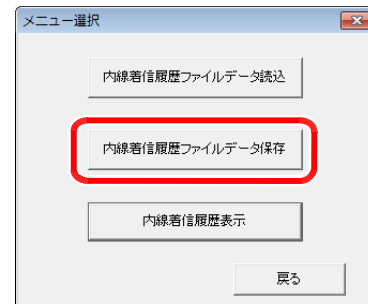 メニュー選択
内線着信履歴ファイルデータ読込
内線着信履歴ファイルデータ保存
内線着信履歴表示
戻る